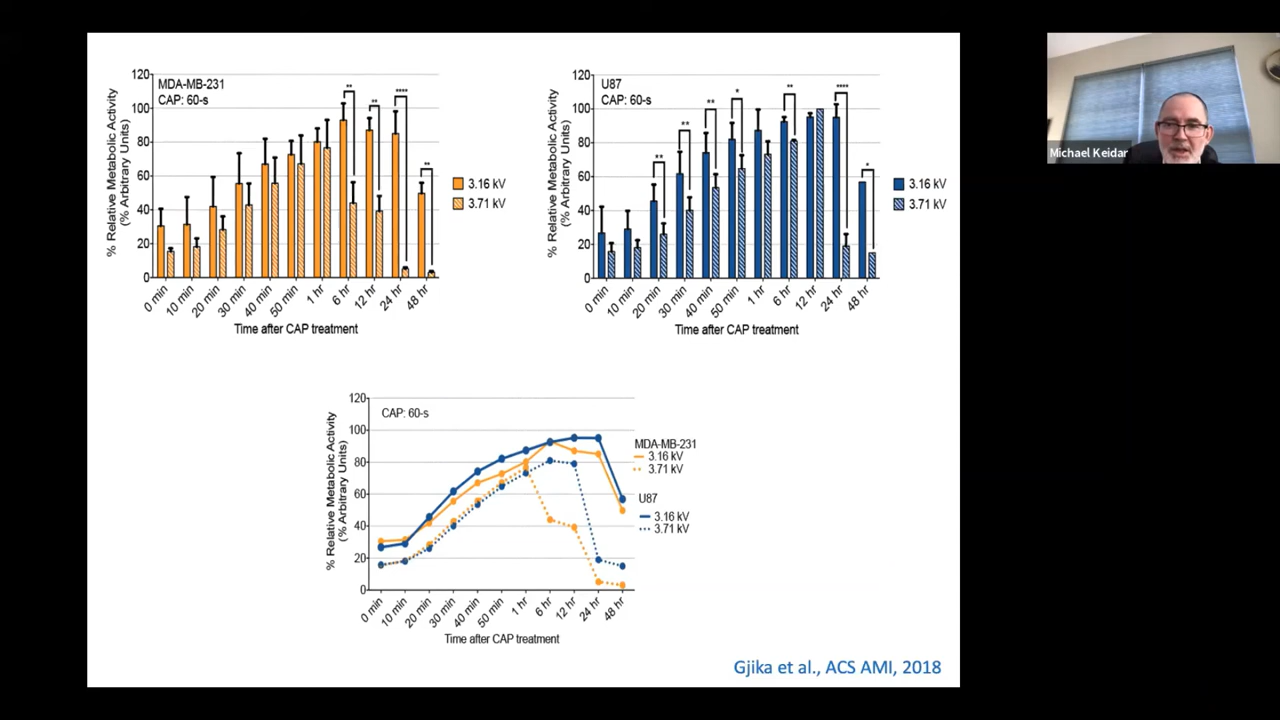 MDA-MB-231
CAP: 60-s
% Relative Metabolic Activity
(% Arbitrary Units)
120
100
80
60
40
20
0
** ** **** **
3.16 kV
3.71 kV
0 min 10 min 20 min 30 min 40 min 50 min 1 hr 6 hr 12 hr 24 hr 48 hr
Time after CAP treatment
U87
CAP: 60-s
% Relative Metabolic Activity
(% Arbitrary Units)
120
100
80
60
40
20
0
** ** ** * ** **** *
3.16 kV
3.71 kV
0 min 10 min 20 min 30 min 40 min 50 min 1 hr 6 hr 12 hr 24 hr 48 hr
Time after CAP treatment
Michael Keidar
CAP: 60-s
% Relative Metabolic Activity
(% Arbitrary Units)
120
100
80
60
40
20
0
MDA-MB-231
3.16 kV
3.71 kV
U87
3.16 kV
3.71 kV
0 min 10 min 20 min 30 min 40 min 50 min 1 hr 6 hr 12 hr 24 hr 48 hr
Time after CAP treatment
Gjika et al., ACS AMI, 2018